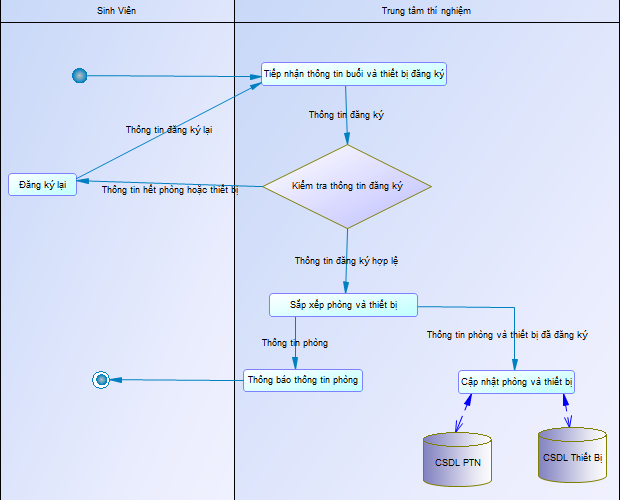 Sinh Viên
Trung tâm thí nghiệm
Tiếp nhận thông tin buổi và thiết bị đăng ký
Thông tin đăng ký
Thông tin đăng ký lại
Đăng ký lại
Thông tin hết phòng hoặc thiết bị
Kiểm tra thông tin đăng ký
Thông tin đăng ký hợp lệ
Sắp xếp phòng và thiết bị
Thông tin phòng
Thông tin phòng và thiết bị đã đăng ký
Thông báo thông tin phòng
Cập nhật phòng và thiết bị
CSDL PTN
CSDL Thiết Bị